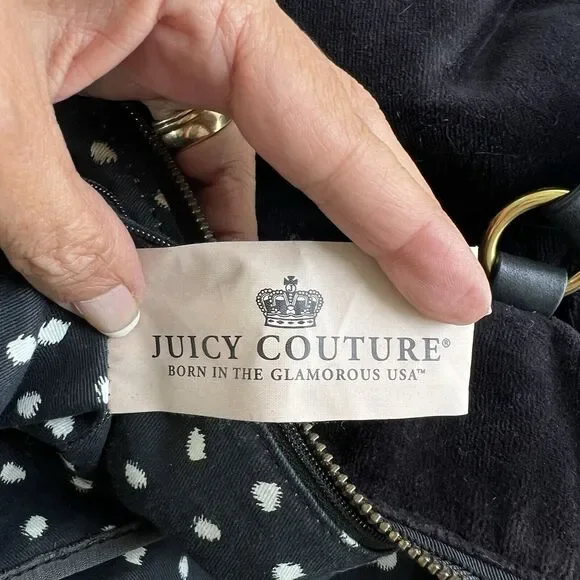 JUICY COUTURE®
BORN IN THE GLAMOROUS USA™